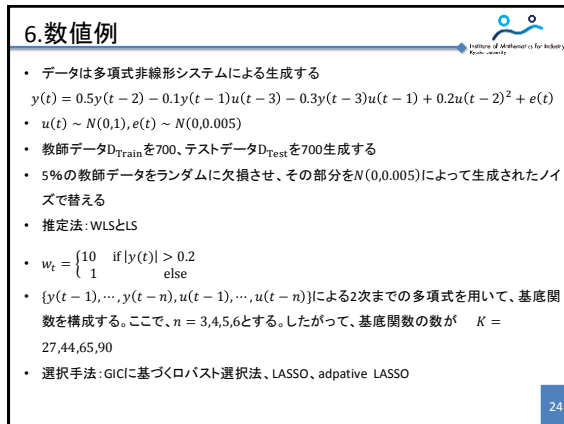 6.数値例
Institute of Mathematics for Industry
Kyushu University
• データは多項式非線形システムによる生成する
y(t) = 0.5y(t − 2) − 0.1y(t − 1)u(t − 3) − 0.3y(t − 3)u(t − 1) + 0.2u(t − 2)² + e(t)
• u(t) ~ N(0,1), e(t) ~ N(0,0.005)
• 教師データD_Trainを700、テストデータD_Testを700生成する
• 5%の教師データをランダムに欠損させ、その部分をN(0,0.005)によって生成されたノイ
ズで替える
• 推定法:WLSとLS
• w_t = {10 if |y(t)| > 0.2
1 else
• {y(t − 1), ⋯, y(t − n), u(t − 1), ⋯, u(t − n)}による2次までの多項式を用いて、基底関
数を構成する。ここで、n = 3,4,5,6とする。したがって、基底関数の数が K =
27,44,65,90
• 選択手法:GICに基づくロバスト選択法、LASSO、adpative LASSO
24